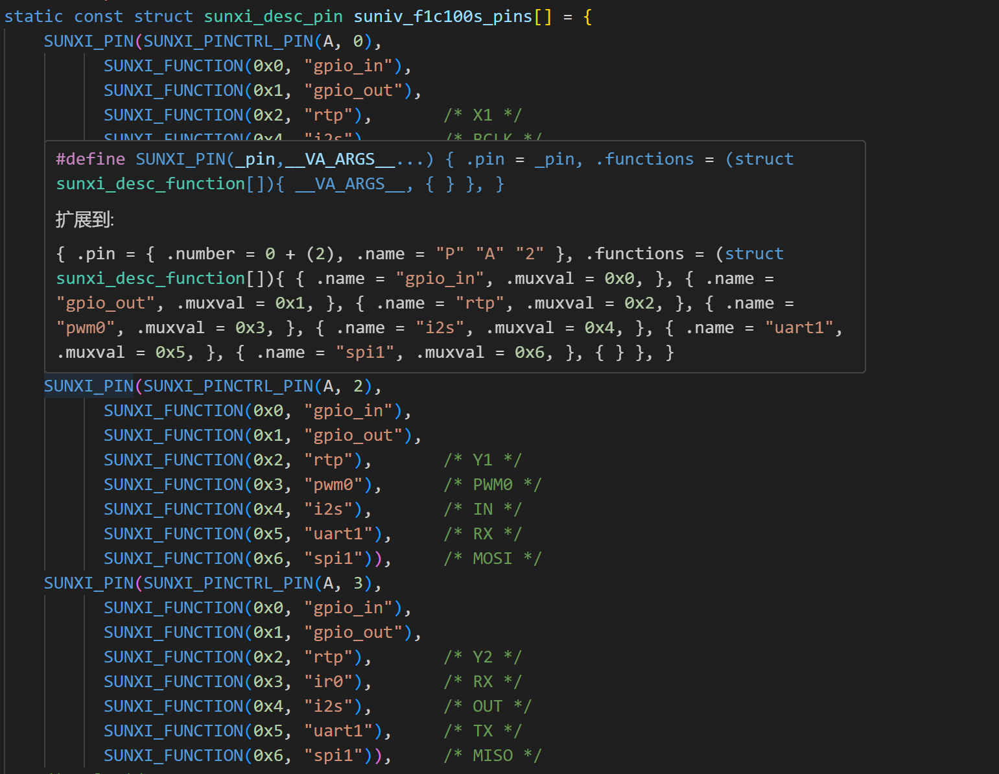 static const struct sunxi_desc_pin suniv_f1c100s_pins[] = {
SUNXI_PIN(SUNXI_PINCTRL_PIN(A, 0),
SUNXI_FUNCTION(0x0, "gpio_in"),
SUNXI_FUNCTION(0x1, "gpio_out"),
SUNXI_FUNCTION(0x2, "rtp"), /* X1 */
SUNXI_FUNCTION(0x4, "i2s"), /* BCLK */
#define SUNXI_PIN(_pin,__VA_ARGS__...) { .pin = _pin, .functions = (struct
sunxi_desc_function[]){ __VA_ARGS__, { } }, }
扩展到:
{ .pin = { .number = 0 + (2), .name = "P" "A" "2" }, .functions = (struct
sunxi_desc_function[]){ { .name = "gpio_in", .muxval = 0x0, }, { .name =
"gpio_out", .muxval = 0x1, }, { .name = "rtp", .muxval = 0x2, }, { .name =
"pwm0", .muxval = 0x3, }, { .name = "i2s", .muxval = 0x4, }, { .name = "uart1",
.muxval = 0x5, }, { .name = "spi1", .muxval = 0x6, }, { } }, }
SUNXI_PIN(SUNXI_PINCTRL_PIN(A, 2),
SUNXI_FUNCTION(0x0, "gpio_in"),
SUNXI_FUNCTION(0x1, "gpio_out"),
SUNXI_FUNCTION(0x2, "rtp"), /* Y1 */
SUNXI_FUNCTION(0x3, "pwm0"), /* PWM0 */
SUNXI_FUNCTION(0x4, "i2s"), /* IN */
SUNXI_FUNCTION(0x5, "uart1"), /* RX */
SUNXI_FUNCTION(0x6, "spi1")), /* MOSI */
SUNXI_PIN(SUNXI_PINCTRL_PIN(A, 3),
SUNXI_FUNCTION(0x0, "gpio_in"),
SUNXI_FUNCTION(0x1, "gpio_out"),
SUNXI_FUNCTION(0x2, "rtp"), /* Y2 */
SUNXI_FUNCTION(0x3, "ir0"), /* RX */
SUNXI_FUNCTION(0x4, "i2s"), /* OUT */
SUNXI_FUNCTION(0x5, "uart1"), /* TX */
SUNXI_FUNCTION(0x6, "spi1")), /* MISO */